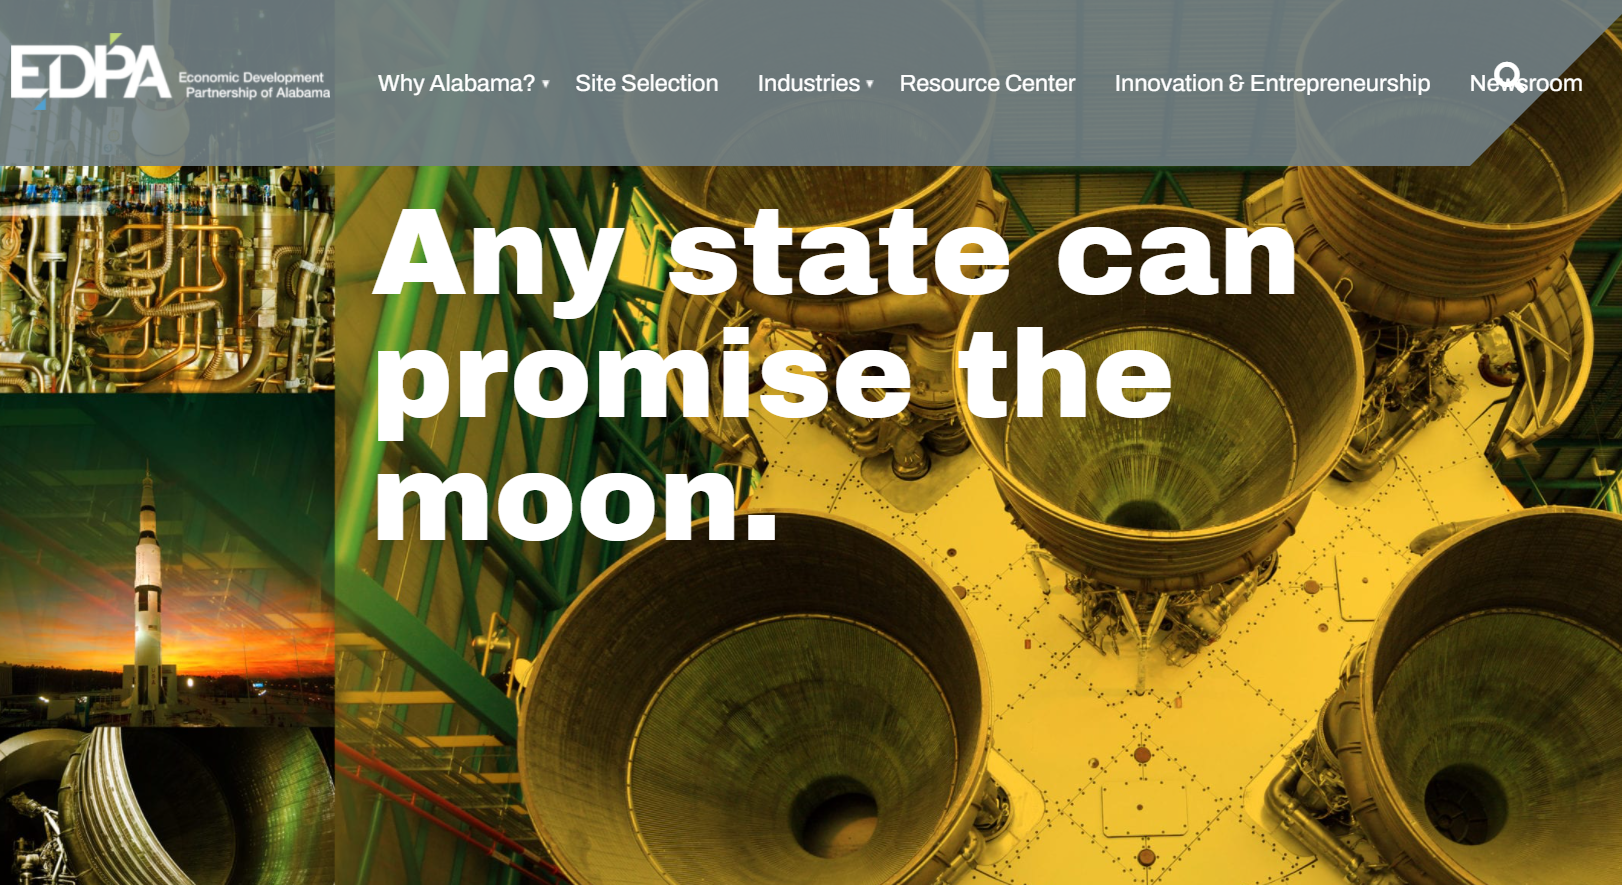 EDPA
Economic Development
Partnership of Alabama
Why Alabama?
Site Selection
Industries
Resource Center
Innovation & Entrepreneurship
Newsroom
Any state can
promise the
moon.